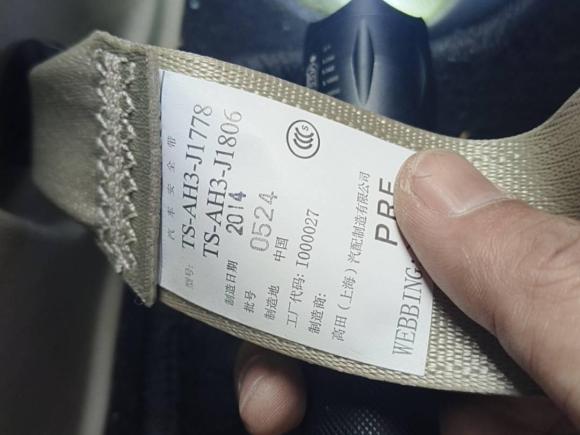 汽车安全带
型号: TS-AH3-J1778
TS-AH3-J1806
制造日期 2014
批号 0524
制造地 中国
工厂代码: I000027
制造商:
高田(上海)汽配制造有限公司
PRE
WEBBING
S